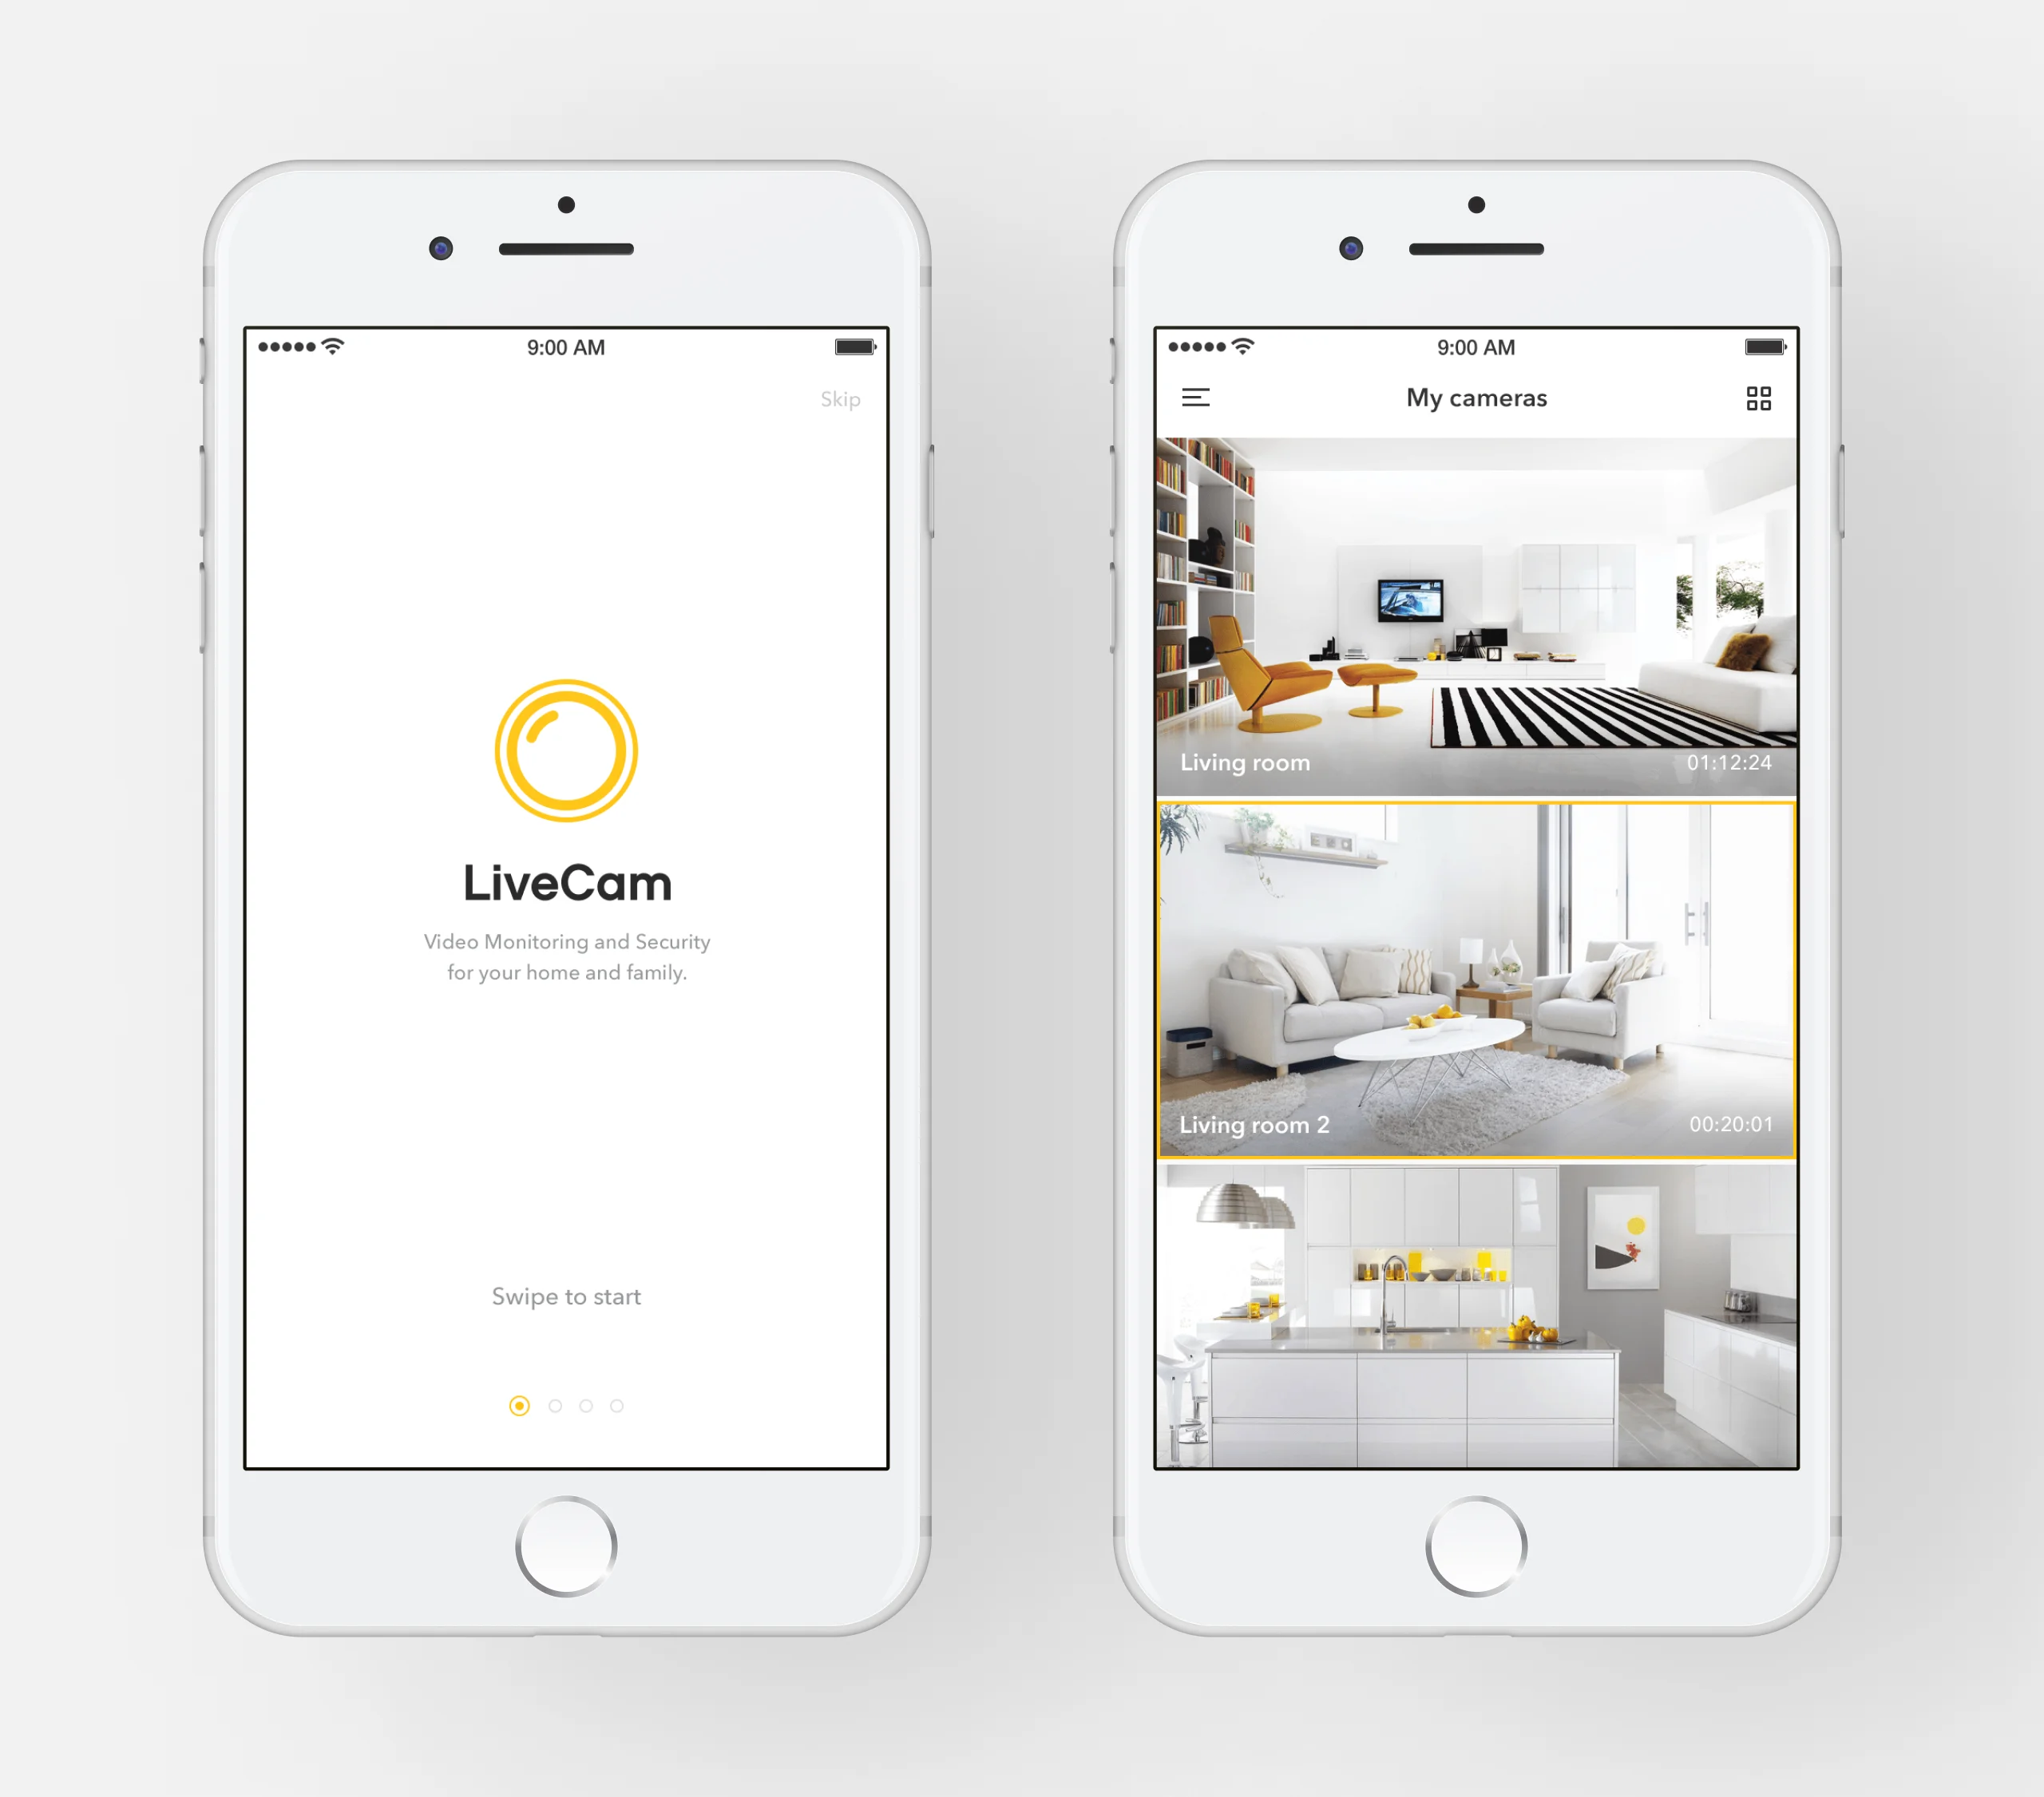 9:00 AM
Skip
LiveCam
Video Monitoring and Security
for your home and family.
Swipe to start
9:00 AM
My cameras
Living room
01:12:24
Living room 2
00:20:01